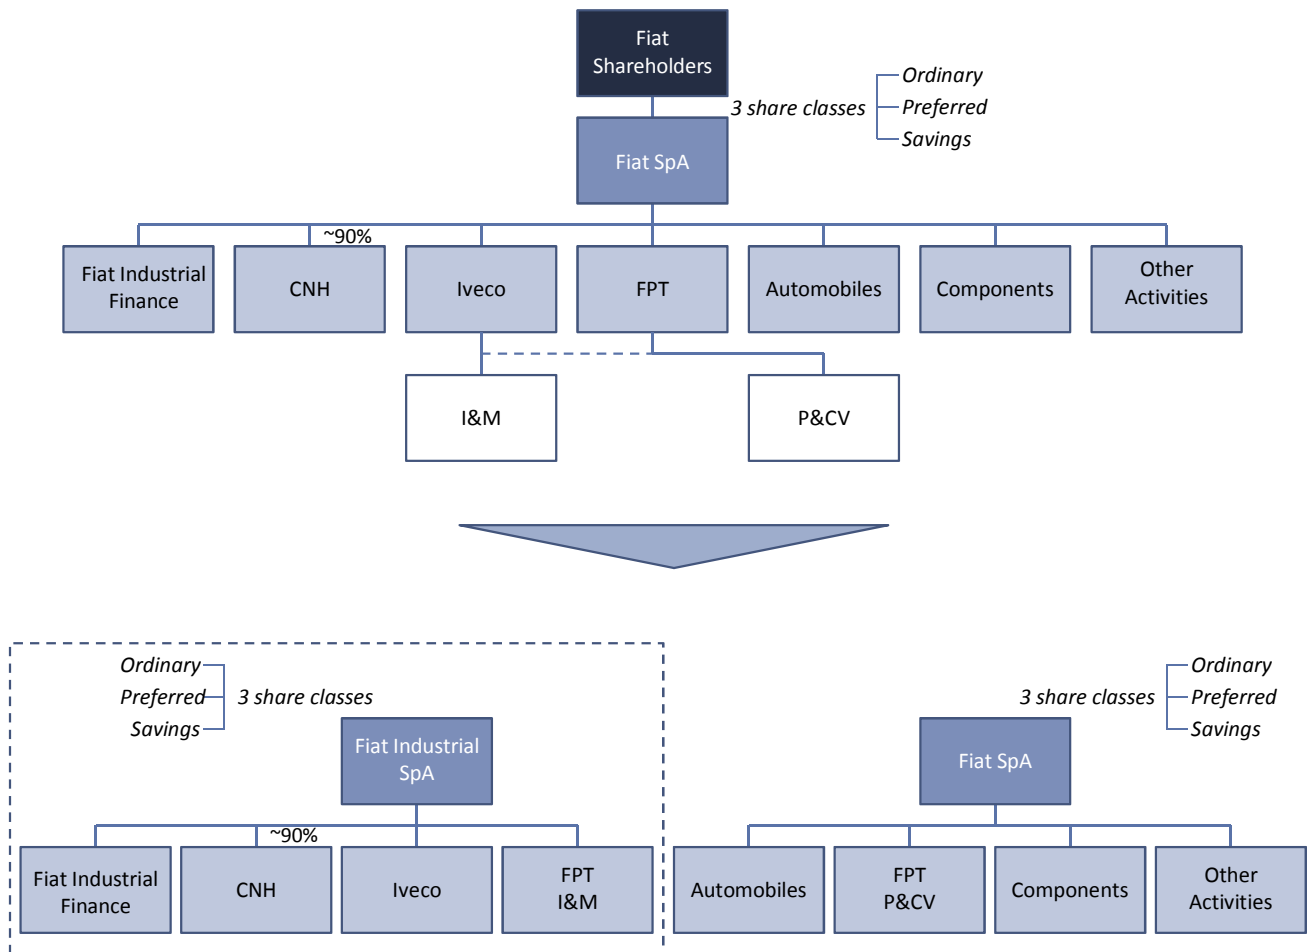 Fiat
Shareholders
3 share classes
Ordinary
Preferred
Savings
Fiat SpA
~90%
Fiat Industrial
Finance
CNH
Iveco
FPT
Automobiles
Components
Other
Activities
I&M
P&CV
Ordinary
Preferred
Savings
3 share classes
Fiat Industrial
SpA
~90%
Fiat Industrial
Finance
CNH
Iveco
FPT
I&M
3 share classes
Ordinary
Preferred
Savings
Fiat SpA
Automobiles
FPT
P&CV
Components
Other
Activities